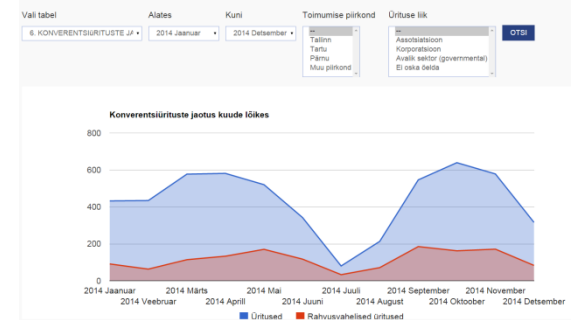 Vali tabel Alates Kuni Toimumise piirkond Ürituse liik
6. KONVERENTSIÜRITUSTE JA 2014 Jaanuar 2014 Detsember -- -- OTSI
Tallinn Assotsiatsioon
Tartu Korporatsioon
Pärnu Avalik sektor (governmental)
Muu piirkond Ei oska öelda
Konverentsiürituste jaotus kuude lõikes
800
600
400
200
0
2014 Jaanuar 2014 Märts 2014 Mai 2014 Juuli 2014 September 2014 November
2014 Veebruar 2014 Aprill 2014 Juuni 2014 August 2014 Oktoober 2014 Detsember
Üritused Rahvusvahelised üritused